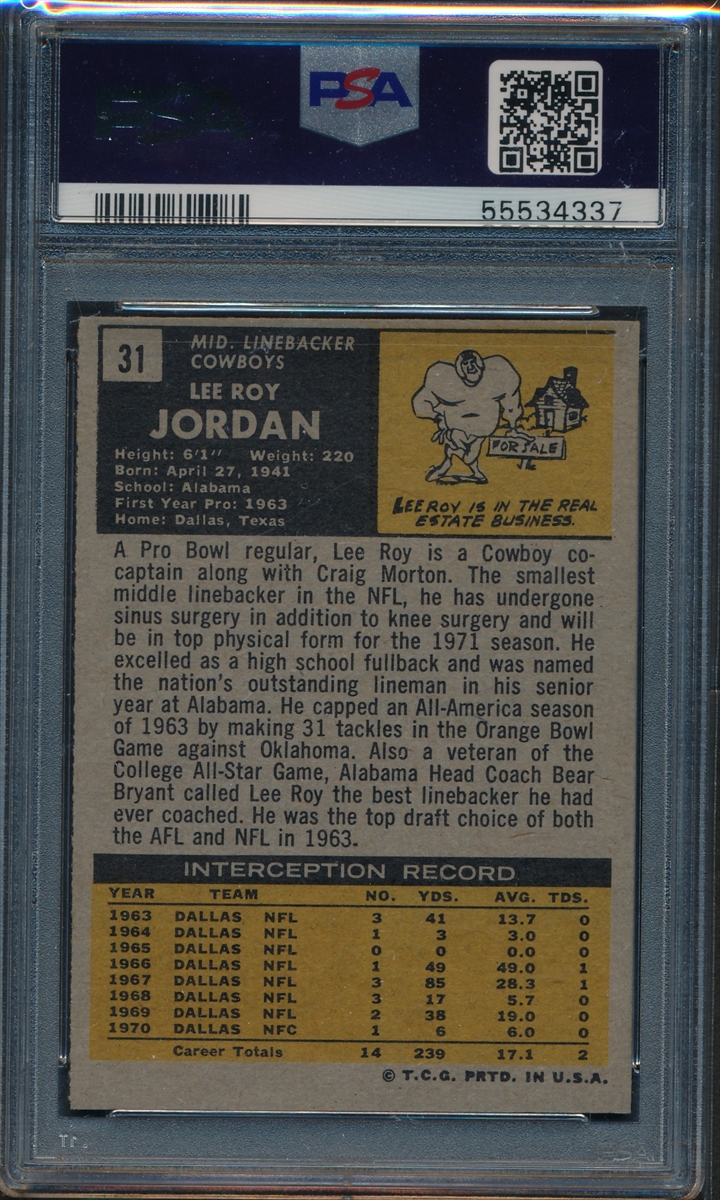 PSA
55534337
31
MID. LINEBACKER
COWBOYS
LEE ROY
JORDAN
Height: 6'1" Weight: 220
Born: April 27, 1941
School: Alabama
First Year Pro: 1963
Home: Dallas, Texas
FOR SALE
LEE ROY IS IN THE REAL
ESTATE BUSINESS.
A Pro Bowl regular, Lee Roy is a Cowboy co-
captain along with Craig Morton. The smallest
middle linebacker in the NFL, he has undergone
sinus surgery in addition to knee surgery and will
be in top physical form for the 1971 season. He
excelled as a high school fullback and was named
the nation's outstanding lineman in his senior
year at Alabama. He capped an All-America season
of 1963 by making 31 tackles in the Orange Bowl
Game against Oklahoma. Also a veteran of the
College All-Star Game, Alabama Head Coach Bear
Bryant called Lee Roy the best linebacker he had
ever coached. He was the top draft choice of both
the AFL and NFL in 1963.
INTERCEPTION RECORD
YEAR TEAM NO. YDS. AVG. TDS.
1963 DALLAS NFL 3 41 13.7 0
1964 DALLAS NFL 1 3 3.0 0
1965 DALLAS NFL 0 0 0.0 0
1966 DALLAS NFL 1 49 49.0 1
1967 DALLAS NFL 3 85 28.3 1
1968 DALLAS NFL 3 17 5.7 0
1969 DALLAS NFL 2 38 19.0 0
1970 DALLAS NFC 1 6 6.0 0
Career Totals 14 239 17.1 2
© T.C.G. PRTD. IN U.S.A.
PSA